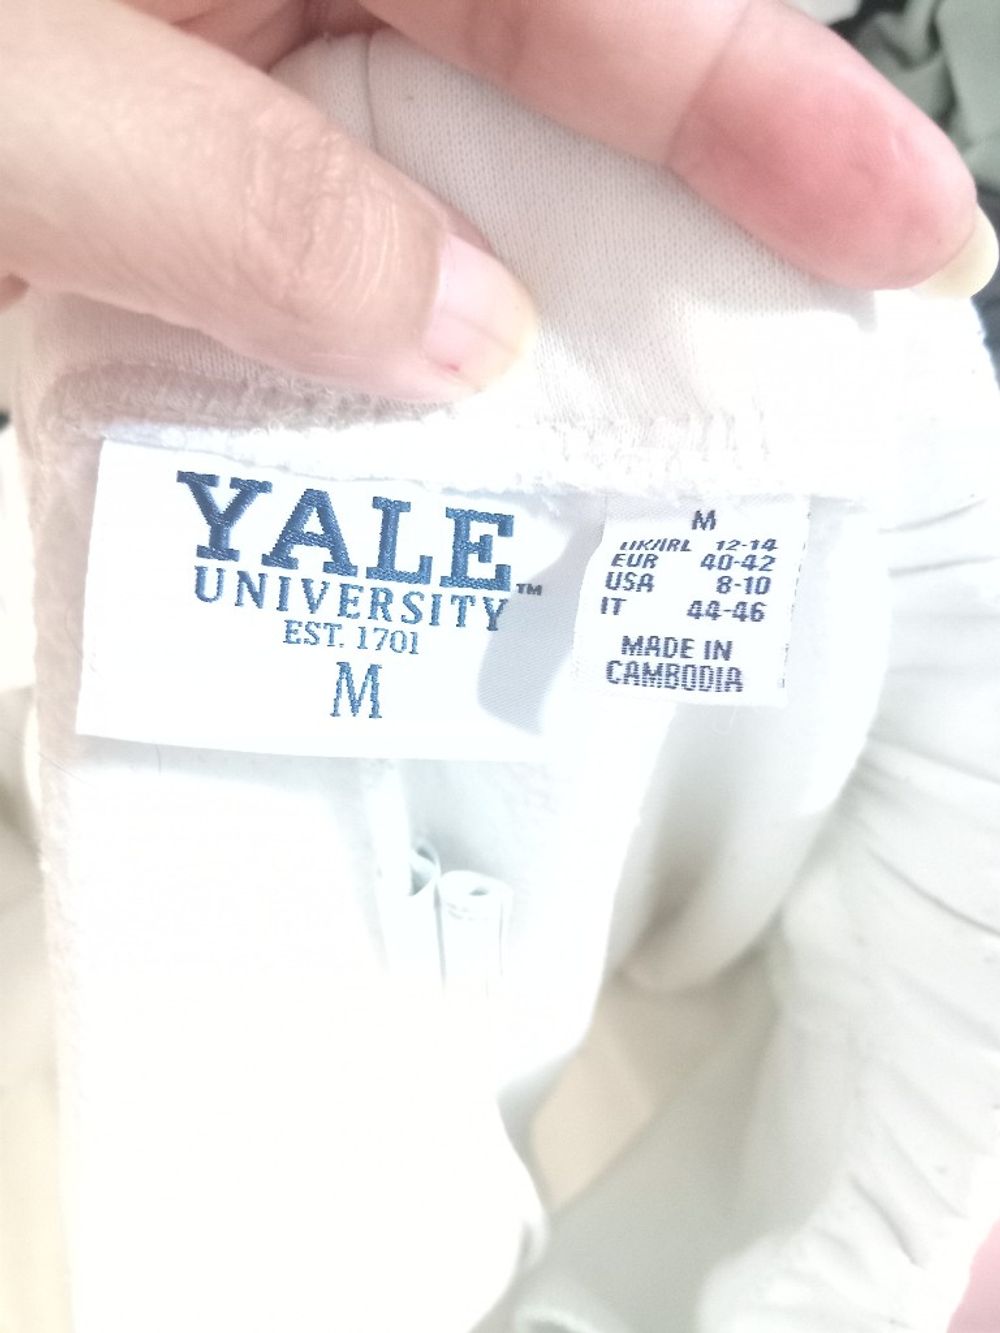 YALE
UNIVERSITY™
EST. 1701
M
M
UK/IRL 12-14
EUR 40-42
USA 8-10
IT 44-46
MADE IN
CAMBODIA